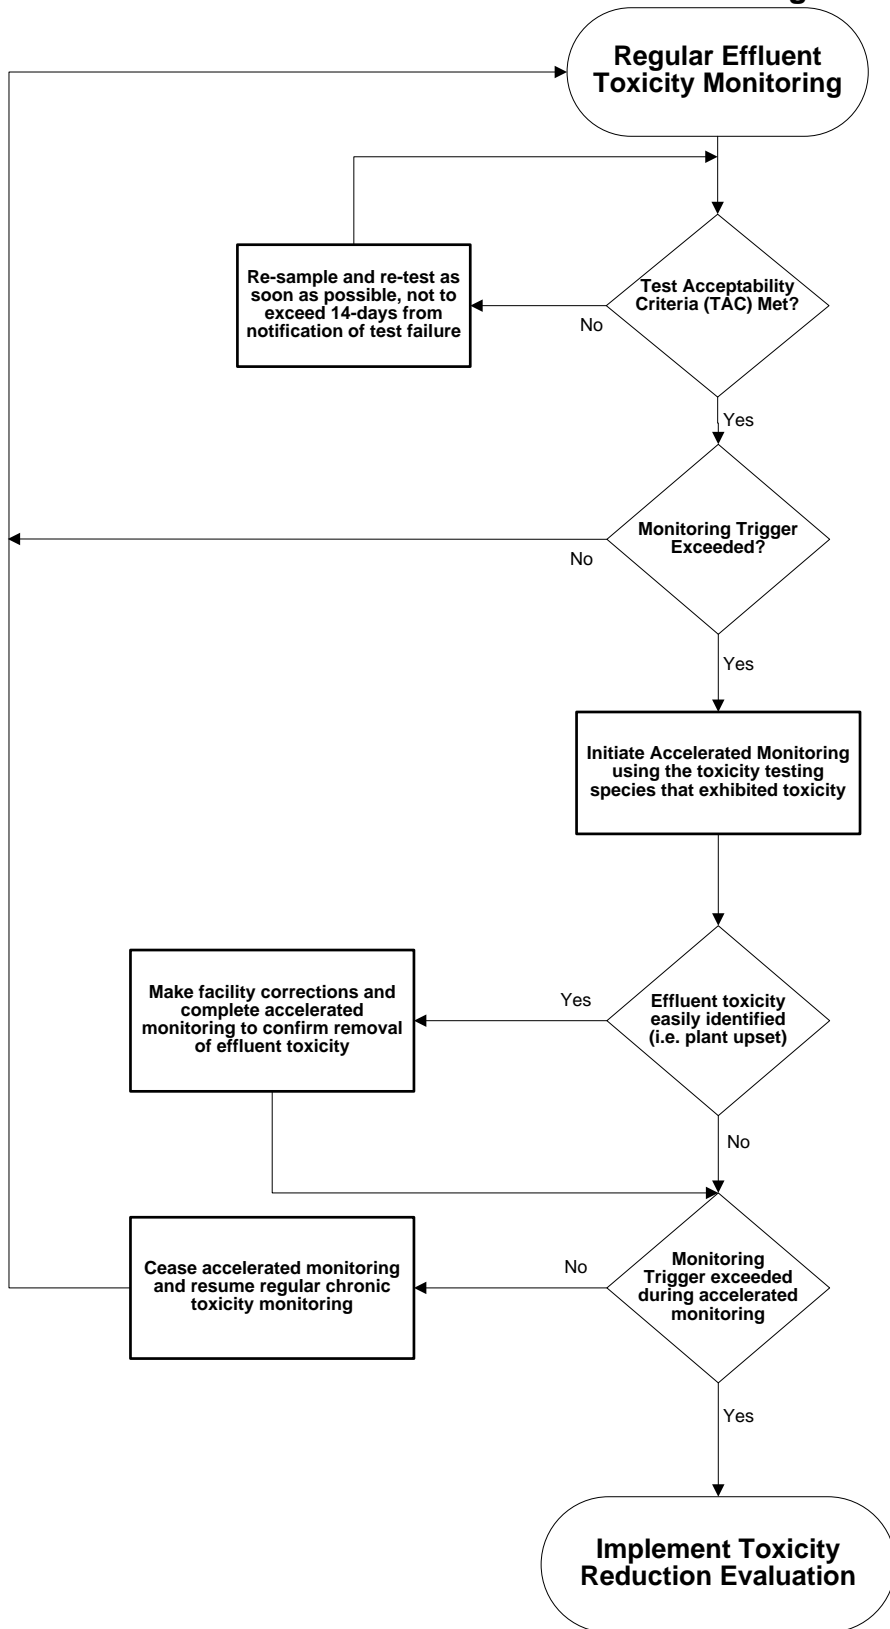 Regular Effluent
Toxicity Monitoring
Test Acceptability
Criteria (TAC) Met?
No
Re-sample and re-test as
soon as possible, not to
exceed 14-days from
notification of test failure
Yes
Monitoring Trigger
Exceeded?
No
Yes
Initiate Accelerated Monitoring
using the toxicity testing
species that exhibited toxicity
Effluent toxicity
easily identified
(i.e. plant upset)
Yes
Make facility corrections and
complete accelerated
monitoring to confirm removal
of effluent toxicity
No
Monitoring
Trigger exceeded
during accelerated
monitoring
No
Cease accelerated monitoring
and resume regular chronic
toxicity monitoring
Yes
Implement Toxicity
Reduction Evaluation